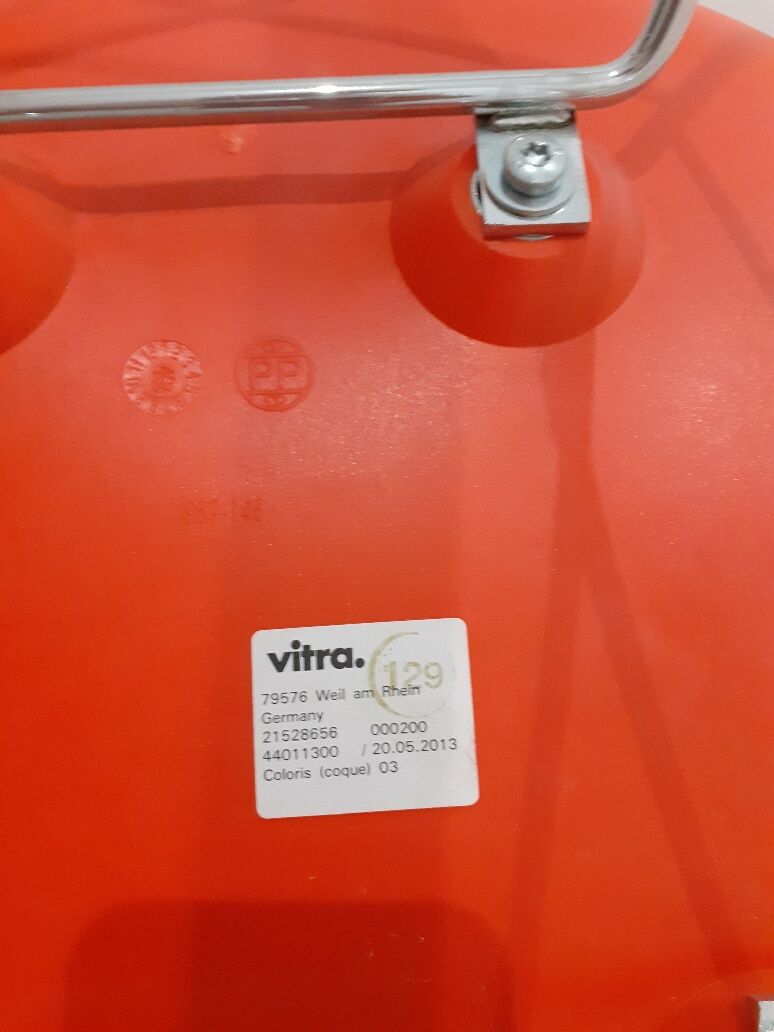 PP
vitra.
129
79576 Weil am Rhein
Germany
21528656 000200
44011300 / 20.05.2013
Coloris (coque) 03